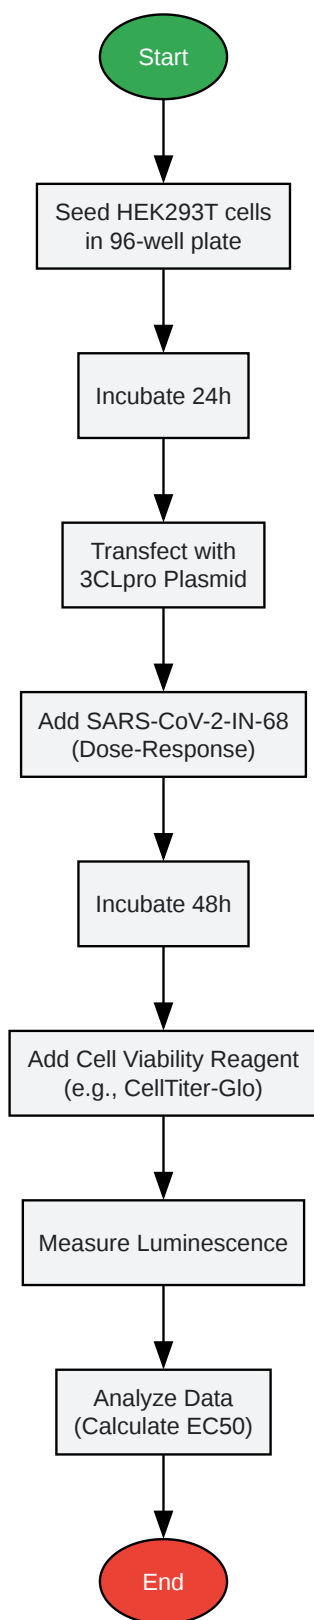 Start
Seed HEK293T cells
in 96-well plate
Incubate 24h
Transfect with
3CLpro Plasmid
Add SARS-CoV-2-IN-68
(Dose-Response)
Incubate 48h
Add Cell Viability Reagent
(e.g., CellTiter-Glo)
Measure Luminescence
Analyze Data
(Calculate EC50)
End